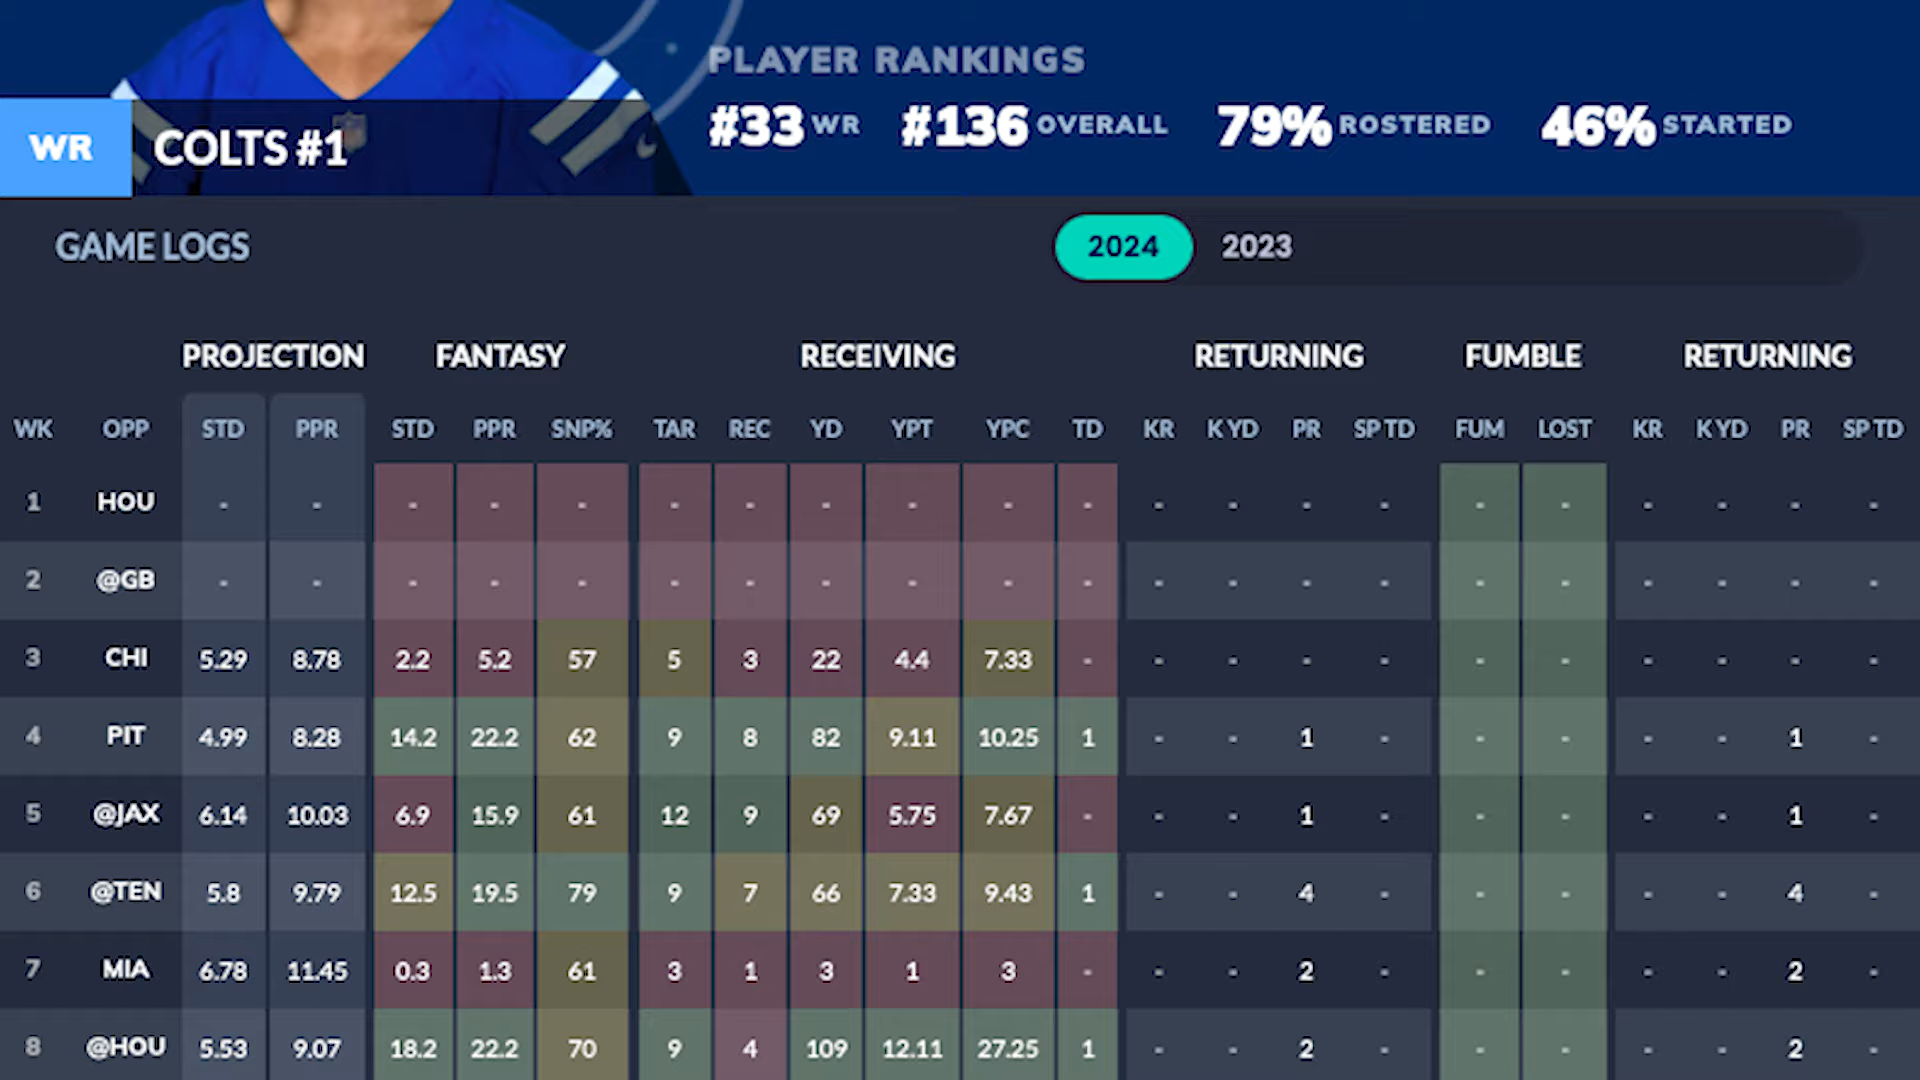 PLAYER RANKINGS
#33 WR #136 OVERALL 79% ROSTERED 46% STARTED
WR COLTS #1
GAME LOGS 2024 2023
PROJECTION FANTASY RECEIVING RETURNING FUMBLE RETURNING
WK OPP STD PPR STD PPR SNP% TAR REC YD YPT YPC TD KR K YD PR SP TD FUM LOST KR K YD PR SP TD
1 HOU - - - - - - - - - - - - - - - - - - - - -
2 @GB - - - - - - - - - - - - - - - - - - - - -
3 CHI 5.29 8.78 2.2 5.2 57 5 3 22 4.4 7.33 - - - - - - - - - - -
4 PIT 4.99 8.28 14.2 22.2 62 9 8 82 9.11 10.25 1 - - 1 - - - - - 1 -
5 @JAX 6.14 10.03 6.9 15.9 61 12 9 69 5.75 7.67 - - - 1 - - - - - 1 -
6 @TEN 5.8 9.79 12.5 19.5 79 9 7 66 7.33 9.43 1 - - 4 - - - - - 4 -
7 MIA 6.78 11.45 0.3 1.3 61 3 1 3 1 3 - - - 2 - - - - - 2 -
8 @HOU 5.53 9.07 18.2 22.2 70 9 4 109 12.11 27.25 1 - - 2 - - - - - 2 -